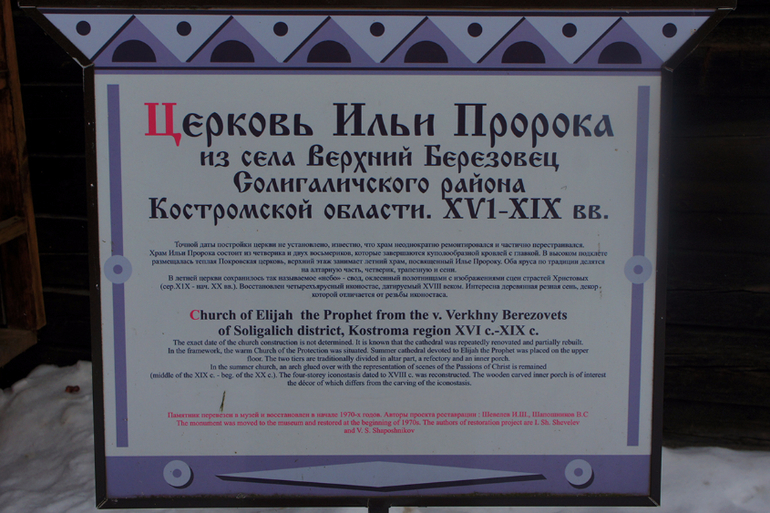 Церковь Ильи Пророка
из села Верхний Березовец
Солигаличского района
Костромской области. XVI-XIX вв.
Точной даты постройки церкви не установлено, известно, что храм неоднократно ремонтировался и частично перестраивался.
Храм Ильи Пророка состоит из четверика и двух восьмериков, которые завершаются куполообразной кровлей с главкой. В высоком подклете
размещалась теплая Покровская церковь, верхний этаж занимает летний храм, посвященный Илье Пророку. Оба яруса по традиции делятся
на алтарную часть, четверик, трапезную и сени.
В летней церкви сохранилось так называемое «небо» - свод, оклеенный полотнищами с изображениями сцен страстей Христовых
(сер.XIX - нач. XX вв.). Восстановлен четырехъярусный иконостас, датируемый XVIII веком. Интересна деревянная резная сень, декор
которой отличается от резьбы иконостаса.
Church of Elijah the Prophet from the v. Verkhny Berezovets
of Soligalich district, Kostroma region XVI c.-XIX c.
The exact date of the church construction is not determined. It is known that the cathedral was repeatedly renovated and partially rebuilt.
In the framework, the warm Church of the Protection was situated. Summer cathedral devoted to Elijah the Prophet was placed on the upper
floor. The two tiers are traditionally divided in altar part, a refectory and an inner porch.
In the summer church, an arch glued over with the representation of scenes of the Passions of Christ is remained
(middle of the XIX c. - beg. of the XX c.). The four-storey iconostasis dated to XVIII c. was reconstructed. The wooden carved inner porch is of interest
the décor of which differs from the carving of the iconostasis.
Памятник перевезен в музей и восстановлен в начале 1970-х годов. Авторы проекта реставрации : Шевелев И.Ш., Шапошников В.С
The monument was moved to the museum and restored at the beginning of 1970s. The authors of restoration project are I. Sh. Shevelev
and V. S. Shaposhnikov